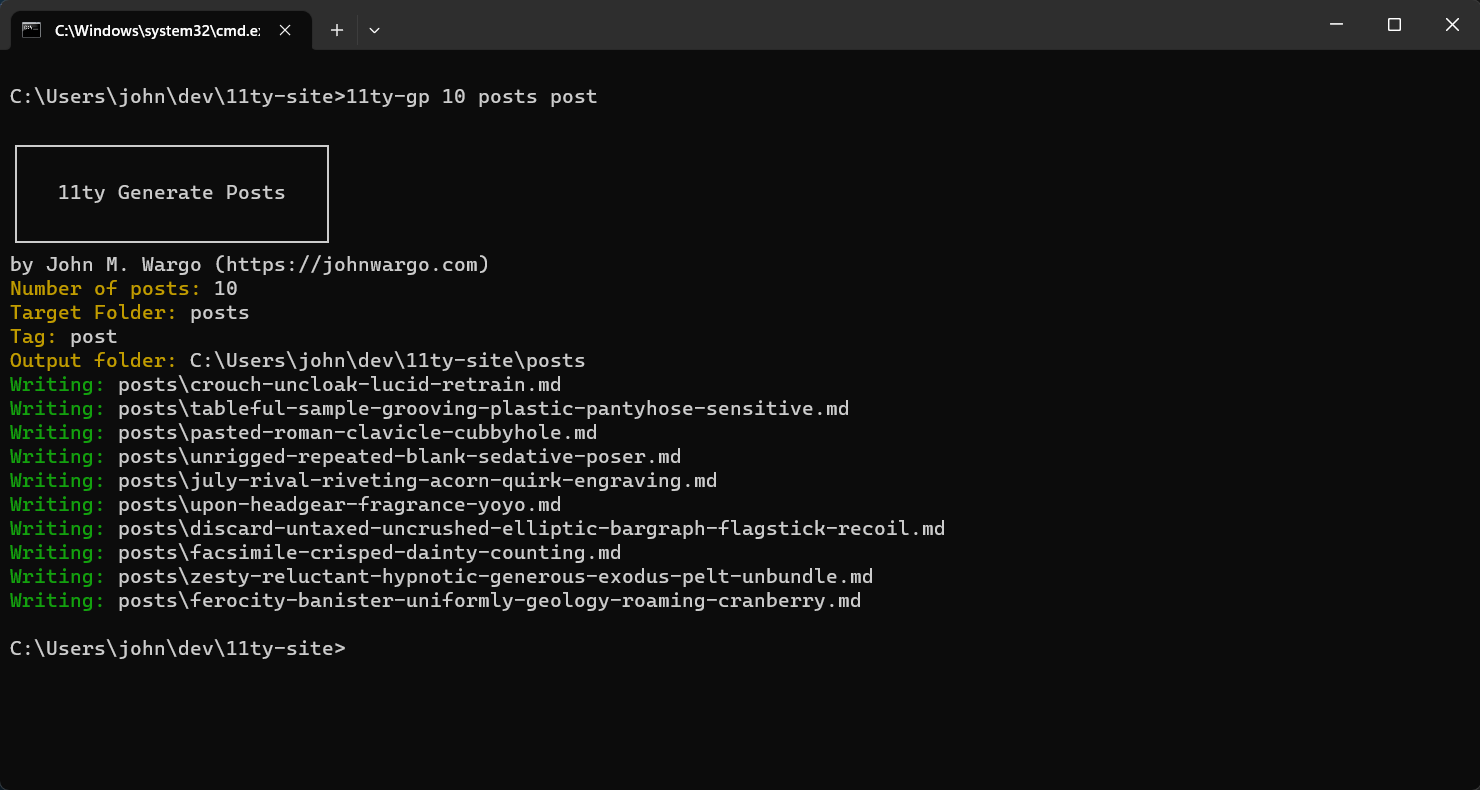 C:\Windows\system32\cmd.e
C:\Users\john\dev\11ty-site>11ty-gp 10 posts post
11ty Generate Posts
by John M. Wargo (https://johnwargo.com)
Number of posts: 10
Target Folder: posts
Tag: post
Output folder: C:\Users\john\dev\11ty-site\posts
Writing: posts\crouch-uncloak-lucid-retrain.md
Writing: posts\tableful-sample-grooving-plastic-pantyhose-sensitive.md
Writing: posts\pasted-roman-clavicle-cubbyhole.md
Writing: posts\unrigged-repeated-blank-sedative-poser.md
Writing: posts\july-rival-riveting-acorn-quirk-engraving.md
Writing: posts\upon-headgear-fragrance-yoyo.md
Writing: posts\discard-untaxed-uncrushed-elliptic-bargraph-flagstick-recoil.md
Writing: posts\facsimile-crisped-dainty-counting.md
Writing: posts\zesty-reluctant-hypnotic-generous-exodus-pelt-unbundle.md
Writing: posts\ferocity-banister-uniformly-geology-roaming-cranberry.md
C:\Users\john\dev\11ty-site>